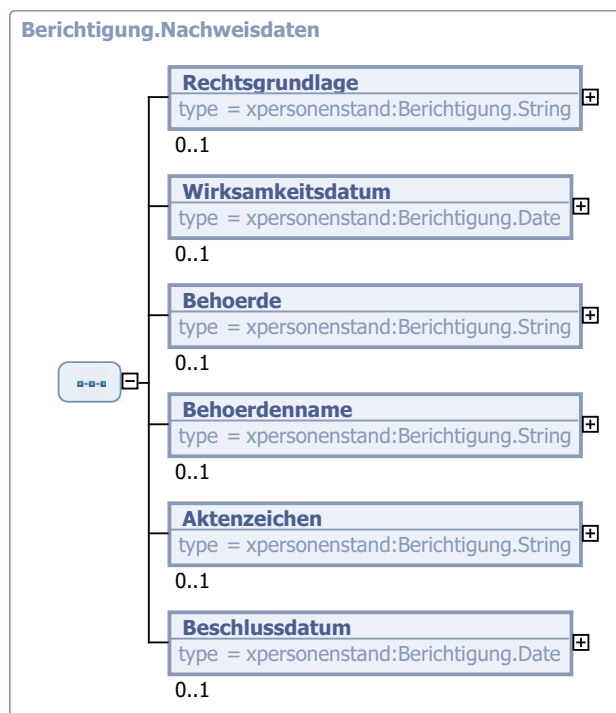 Berichtigung.Nachweisdaten
Rechtsgrundlage
type = xpersonenstand:Berichtigung.String
0..1
Wirksamkeitsdatum
type = xpersonenstand:Berichtigung.Date
0..1
Behoerde
type = xpersonenstand:Berichtigung.String
0..1
Behoerdenname
type = xpersonenstand:Berichtigung.String
0..1
Aktenzeichen
type = xpersonenstand:Berichtigung.String
0..1
Beschlussdatum
type = xpersonenstand:Berichtigung.Date
0..1